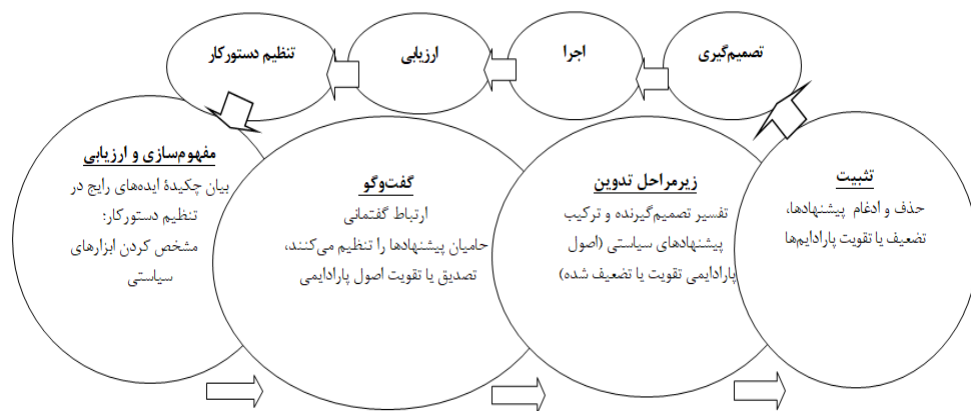 تصمیم‌گیری
اجرا
ارزیابی
تنظیم دستورکار
مفهوم‌سازی و ارزیابی
بیان چکیدۀ ایده‌های رایج در
تنظیم دستورکار؛
مشخص کردن ابزارهای
سیاستی
گفت‌وگو
ارتباط گفتمانی
حامیان پیشنهادها را تنظیم می‌کنند،
تصدیق یا تقویت اصول پارادایمی
زیرمراحل تدوین
تفسیر تصمیم‌گیرنده و ترکیب
پیشنهادهای سیاستی (اصول
پارادایمی تقویت یا تضعیف شده)
تثبیت
حذف و ادغام پیشنهادها،
تضعیف یا تقویت پارادایم‌ها